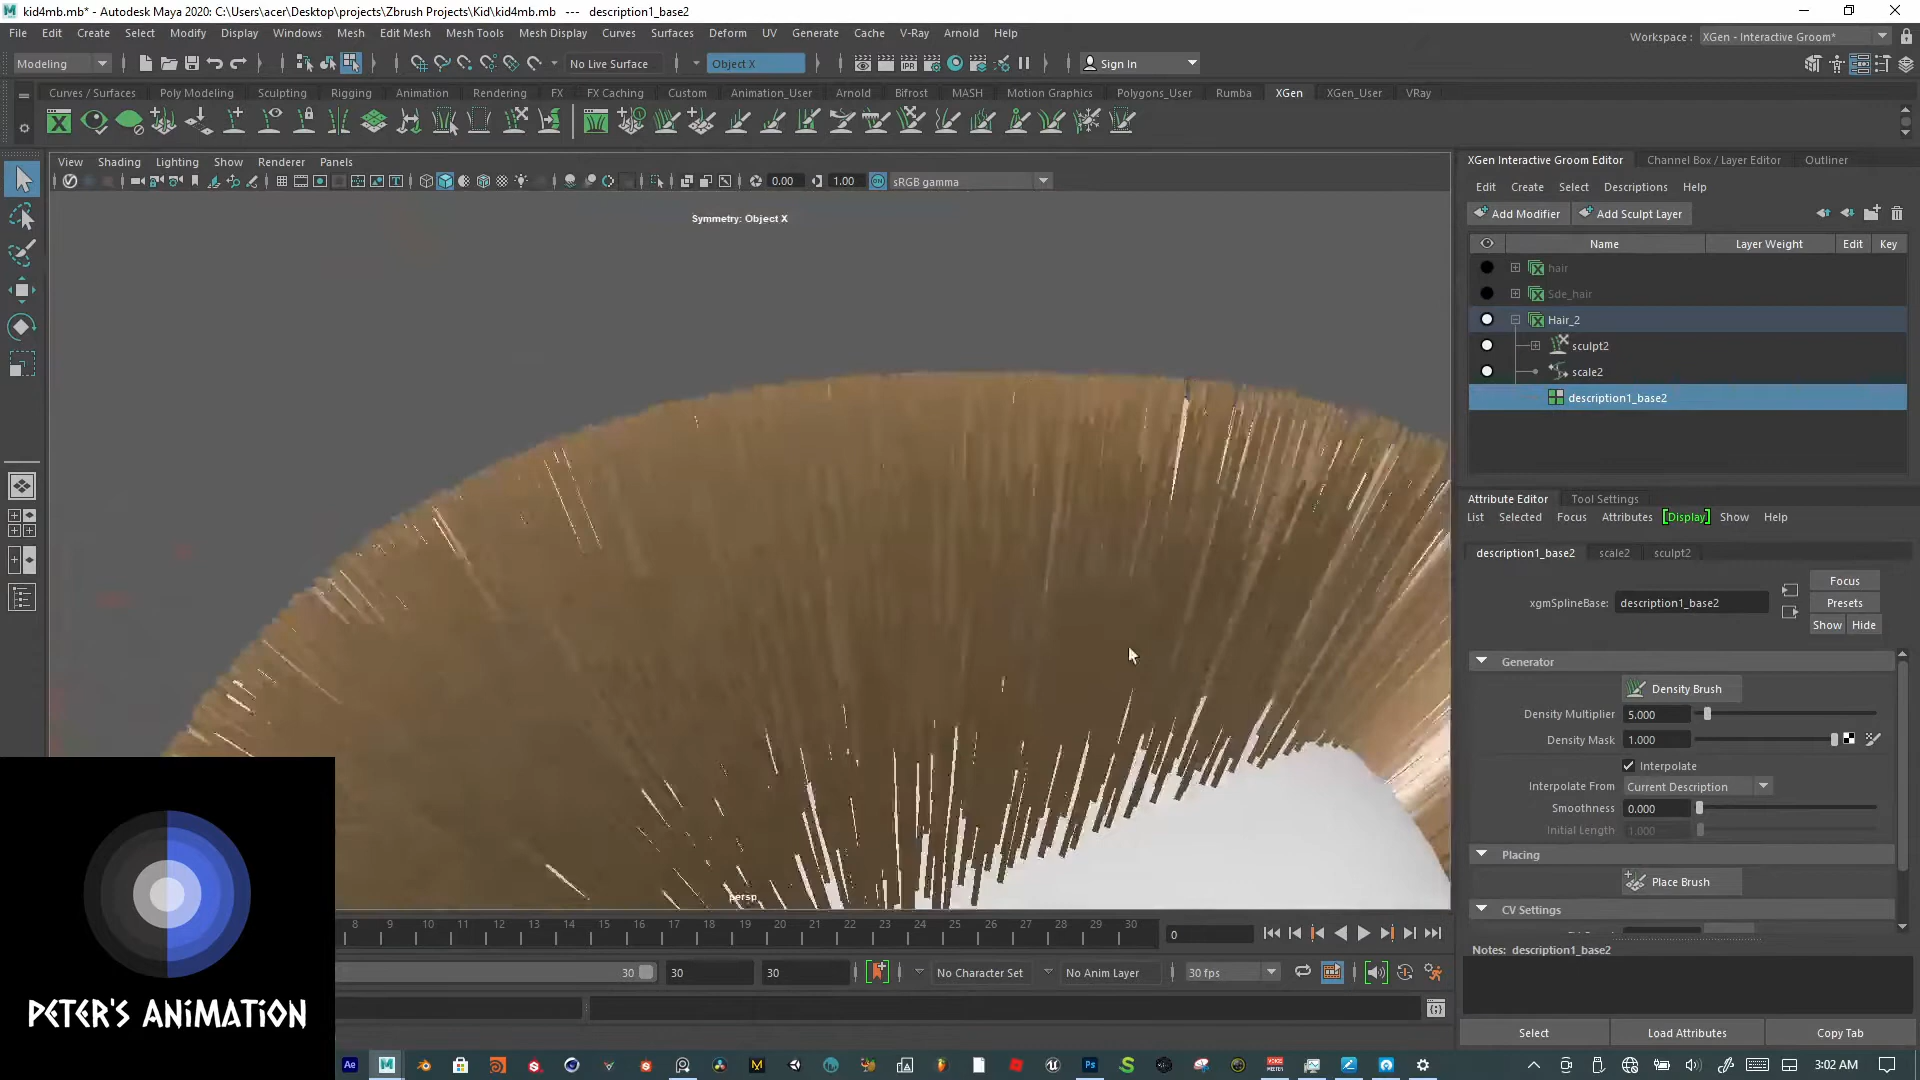 kid4mb.mb* - Autodesk Maya 2020: C:\Users\acer\Desktop\projects\Zbrush Projects\Kid\kid4mb.mb --- description1_base2
File Edit Create Select Modify Display Windows Mesh Edit Mesh Mesh Tools Mesh Display Curves Surfaces Deform UV Generate Cache V-Ray Arnold Help
Workspace : XGen - Interactive Groom*
Modeling No Live Surface Object X Sign In
Curves / Surfaces Poly Modeling Sculpting Rigging Animation Rendering FX FX Caching Custom Animation_User Arnold Bifrost MASH Motion Graphics Polygons_User Rumba XGen XGen_User VRay
View Shading Lighting Show Renderer Panels
0.00 1.00 sRGB gamma
Symmetry: Object X
persp
XGen Interactive Groom Editor Channel Box / Layer Editor Outliner
Edit Create Select Descriptions Help
Add Modifier Add Sculpt Layer
Name Layer Weight Edit Key
hair
Sde_hair
Hair_2
sculpt2
scale2
description1_base2
Attribute Editor Tool Settings
List Selected Focus Attributes [Display] Show Help
description1_base2 scale2 sculpt2
Focus
xgmSplineBase: description1_base2 Presets
Show Hide
Generator
Density Brush
Density Multiplier 5.000
Density Mask 1.000
Interpolate
Interpolate From Current Description
Smoothness 0.000
Initial Length 1.000
Placing
Place Brush
CV Settings
Notes: description1_base2
Select Load Attributes Copy Tab
8 9 10 11 12 13 14 15 16 17 18 19 20 21 22 23 24 25 26 27 28 29 30
0
30 30 30 No Character Set No Anim Layer 30 fps
PETER'S ANIMATION
3:02 AM